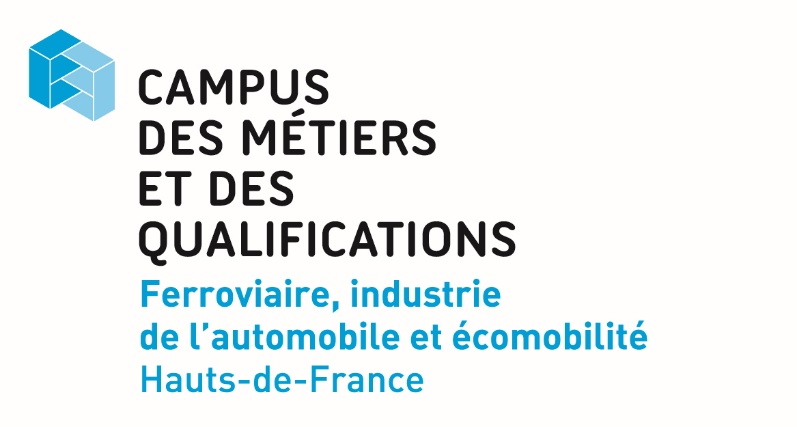 CAMPUS
DES MÉTIERS
ET DES
QUALIFICATIONS
Ferroviaire, industrie
de l’automobile et écomobilité
Hauts-de-France